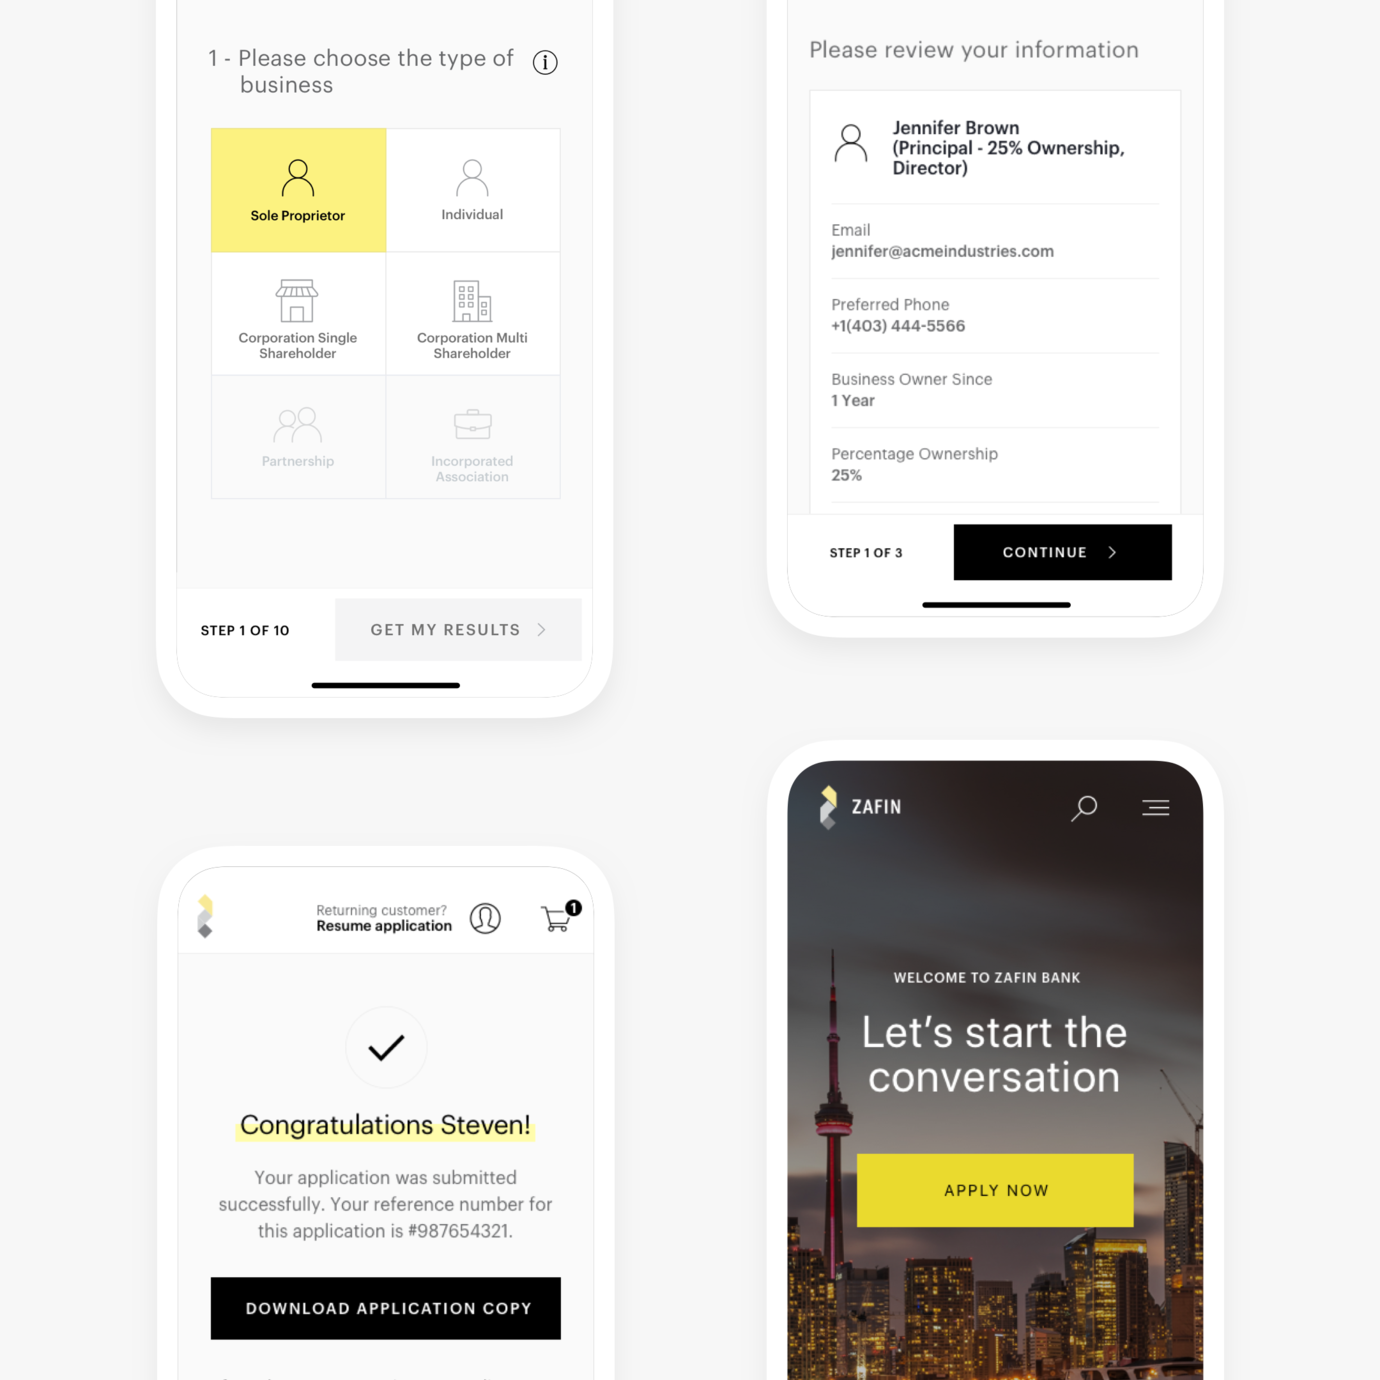 1 - Please choose the type of
business
Sole Proprietor
Individual
Corporation Single
Shareholder
Corporation Multi
Shareholder
Partnership
Incorporated
Association
STEP 1 OF 10
GET MY RESULTS
Please review your information
Jennifer Brown
(Principal - 25% Ownership,
Director)
Email
jennifer@acmeindustries.com
Preferred Phone
+1(403) 444-5566
Business Owner Since
1 Year
Percentage Ownership
25%
STEP 1 OF 3
CONTINUE
Returning customer?
Resume application
1
Congratulations Steven!
Your application was submitted
successfully. Your reference number for
this application is #987654321.
DOWNLOAD APPLICATION COPY
ZAFIN
WELCOME TO ZAFIN BANK
Let's start the
conversation
APPLY NOW